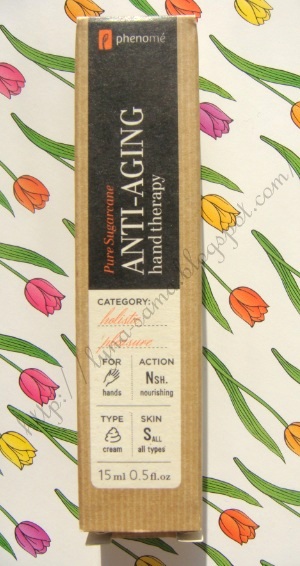 phenomé
Pure Sugarcane
ANTI-AGING
hand therapy
CATEGORY:
holistic
pleasure
FOR
hands
ACTION
NSH.
nourishing
TYPE
cream
SKIN
SALL
all types
15 ml 0.5 fl.oz